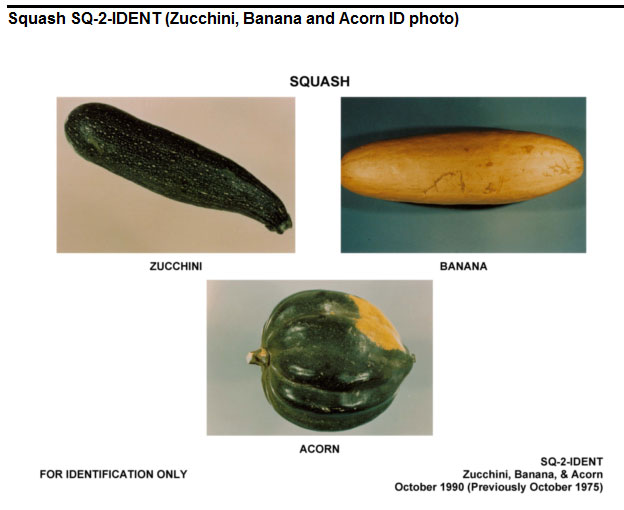 Squash SQ-2-IDENT (Zucchini, Banana and Acorn ID photo)
SQUASH
ZUCCHINI
BANANA
ACORN
FOR IDENTIFICATION ONLY
SQ-2-IDENT
Zucchini, Banana, & Acorn
October 1990 (Previously October 1975)